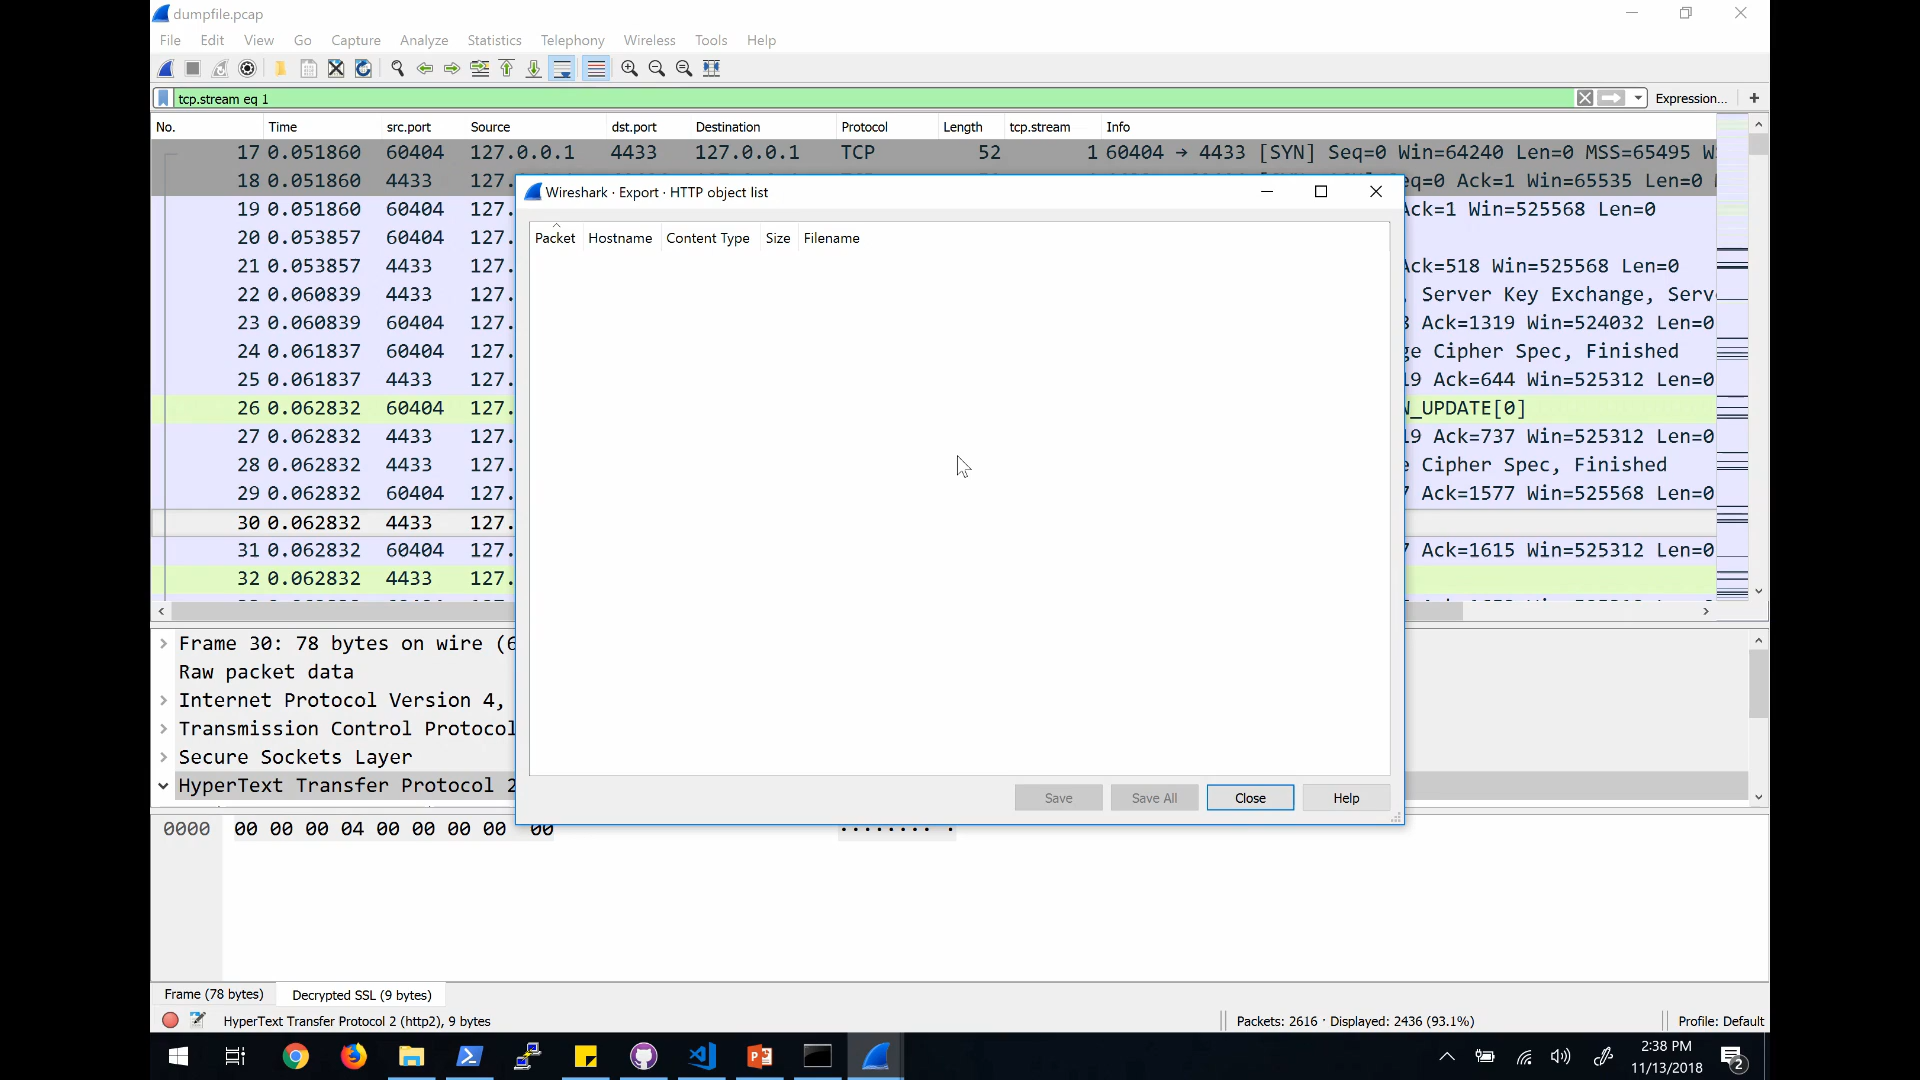 dumpfile.pcap
File Edit View Go Capture Analyze Statistics Telephony Wireless Tools Help
tcp.stream eq 1
Expression... +
No. Time src.port Source dst.port Destination Protocol Length tcp.stream Info
17 0.051860 60404 127.0.0.1 4433 127.0.0.1 TCP 52 1 60404 → 4433 [SYN] Seq=0 Win=64240 Len=0 MSS=65495
18 0.051860 4433 127. eq=0 Ack=1 Win=65535 Len=0
19 0.051860 60404 127. Ack=1 Win=525568 Len=0
20 0.053857 60404 127.
21 0.053857 4433 127. Ack=518 Win=525568 Len=0
22 0.060839 4433 127. , Server Key Exchange, Serv
23 0.060839 60404 127. Ack=1319 Win=524032 Len=0
24 0.061837 60404 127. ge Cipher Spec, Finished
25 0.061837 4433 127. 19 Ack=644 Win=525312 Len=0
26 0.062832 60404 127. W_UPDATE[0]
27 0.062832 4433 127. 19 Ack=737 Win=525312 Len=0
28 0.062832 4433 127. e Cipher Spec, Finished
29 0.062832 60404 127. 7 Ack=1577 Win=525568 Len=0
30 0.062832 4433 127.
31 0.062832 60404 127. 7 Ack=1615 Win=525312 Len=0
32 0.062832 4433 127.
Wireshark · Export · HTTP object list
Packet Hostname Content Type Size Filename
Save Save All Close Help
Frame 30: 78 bytes on wire (6
Raw packet data
Internet Protocol Version 4,
Transmission Control Protocol
Secure Sockets Layer
HyperText Transfer Protocol 2
0000 00 00 00 04 00 00 00 00 00 ········ ·
Frame (78 bytes) Decrypted SSL (9 bytes)
HyperText Transfer Protocol 2 (http2), 9 bytes
Packets: 2616 · Displayed: 2436 (93.1%)
Profile: Default
2:38 PM
11/13/2018
2